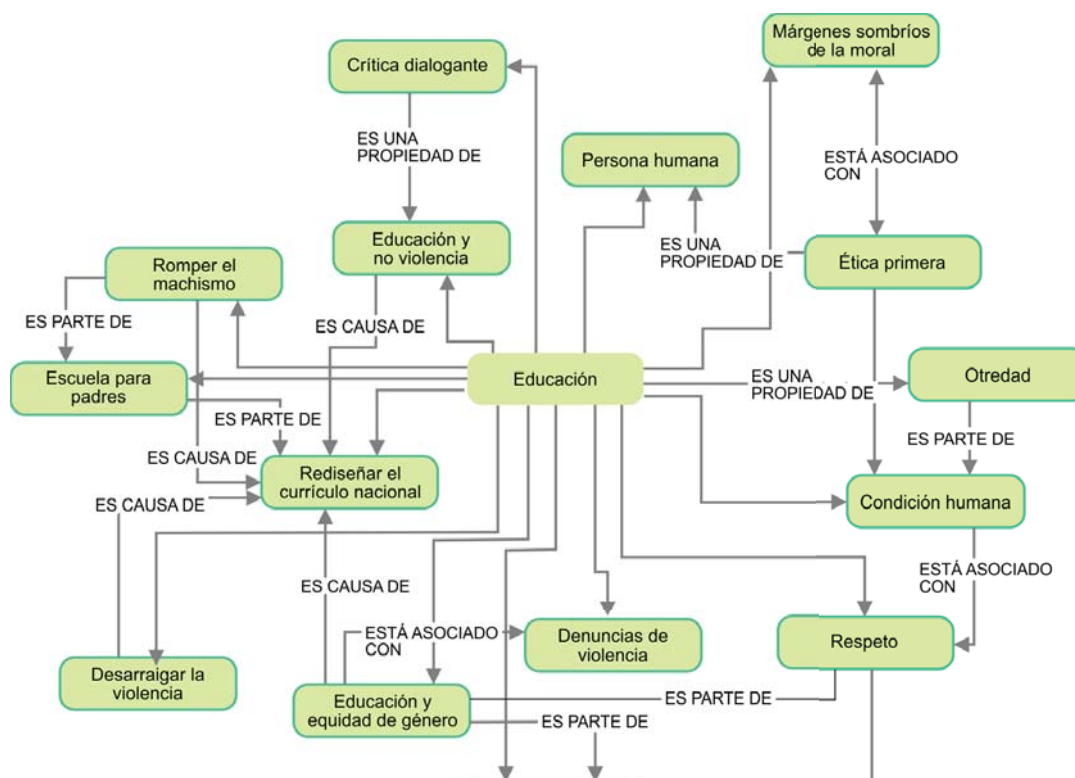 Márgenes sombríos
de la moral
Crítica dialogante
ES UNA
PROPIEDAD DE
Persona humana
ESTÁ ASOCIADO
CON
Educación y
no violencia
ES UNA
PROPIEDAD DE
Ética primera
Romper el
machismo
ES PARTE DE
ES CAUSA DE
Escuela para
padres
Educación
ES UNA
PROPIEDAD DE
Otredad
ES PARTE DE
ES PARTE DE
ES CAUSA DE
Rediseñar el
currículo nacional
ES CAUSA DE
Condición humana
ES CAUSA DE
ESTÁ ASOCIADO
CON
ESTÁ ASOCIADO
CON
Denuncias de
violencia
Respeto
Desarraigar la
violencia
Educación y
equidad de género
ES PARTE DE
ES PARTE DE